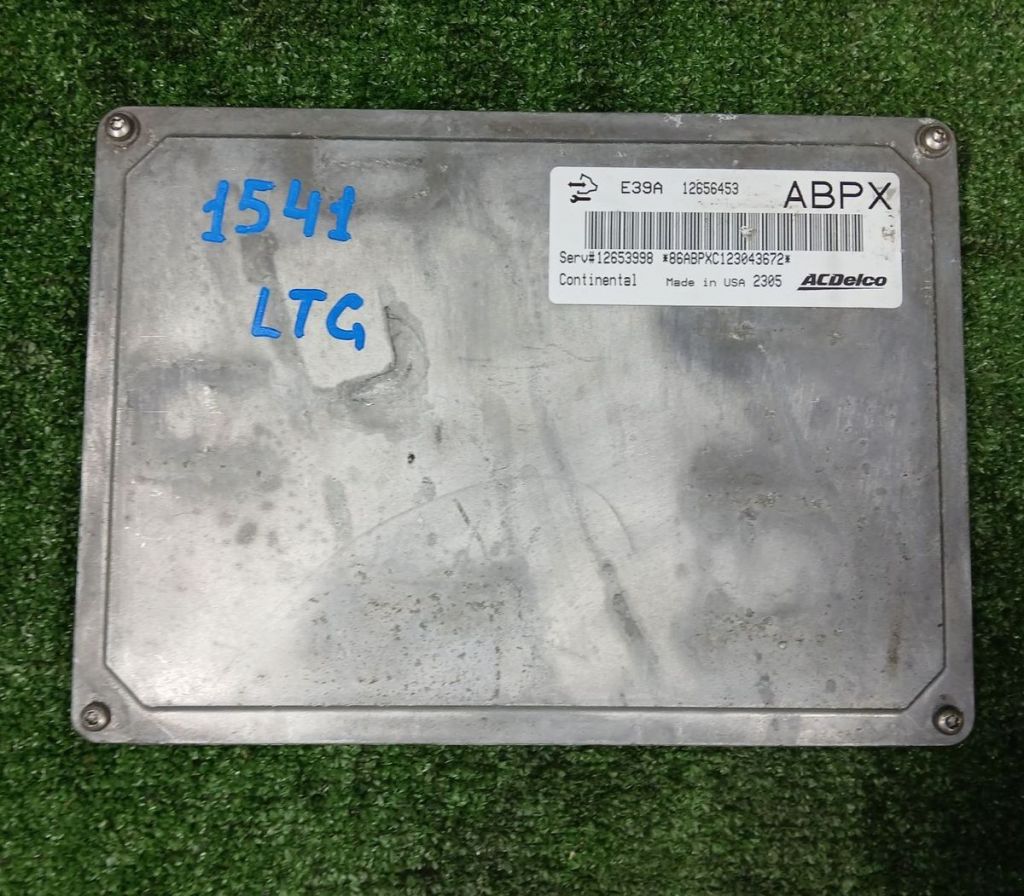 1541
LTG
E39A 12656453 ABPX
Serv#12653998 *86ABPXC123043672*
Continental Made in USA 2305 ACDelco